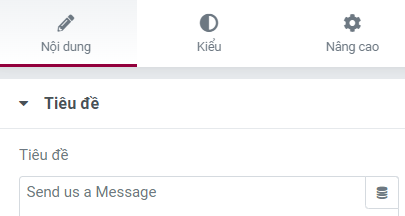 Nội dung
Kiểu
Nâng cao
Tiêu đề
Tiêu đề
Send us a Message